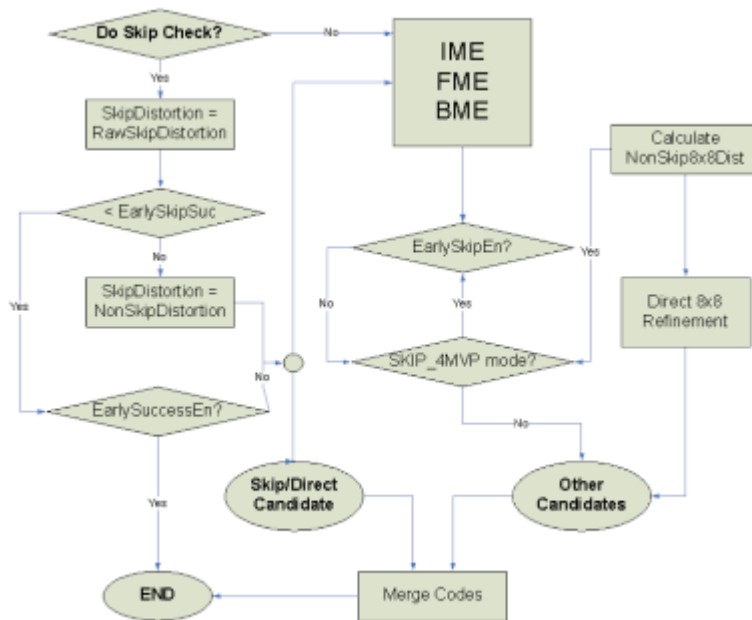 Do Skip Check?
No
Yes
SkipDistortion =
RawSkipDistortion
< EarlySkipSuc
No
Yes
SkipDistortion =
NonSkipDistortion
No
EarlySuccessEn?
Yes
END
IME
FME
BME
EarlySkipEn?
No
Yes
SKIP_4MVP mode?
Yes
No
Calculate
NonSkip8x8Dist
Direct 8x8
Refinement
Skip/Direct
Candidate
Other
Candidates
Merge Codes